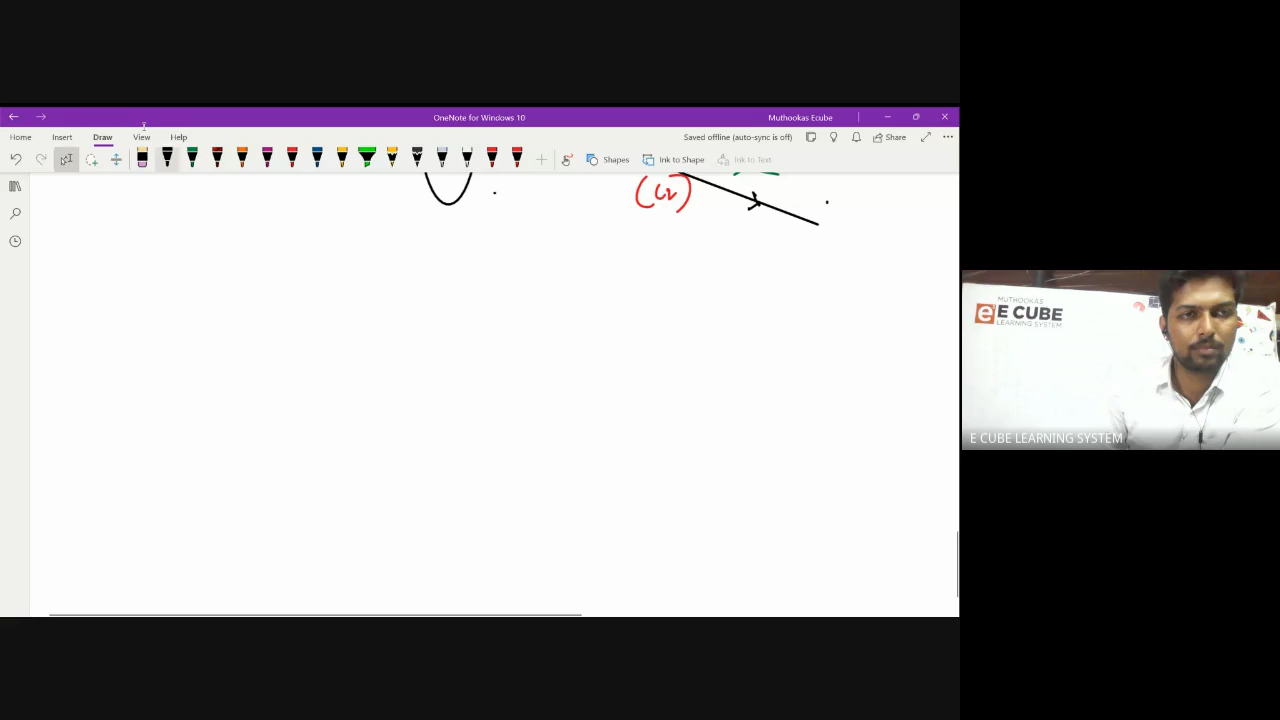 OneNote for Windows 10
Muthookas Ecube
Home Insert Draw View Help
Saved offline (auto-sync is off)
Share
Shapes
Ink to Shape
Ink to Text
MUTHOOKAS
e E CUBE
LEARNING SYSTEM
E CUBE LEARNING SYSTEM